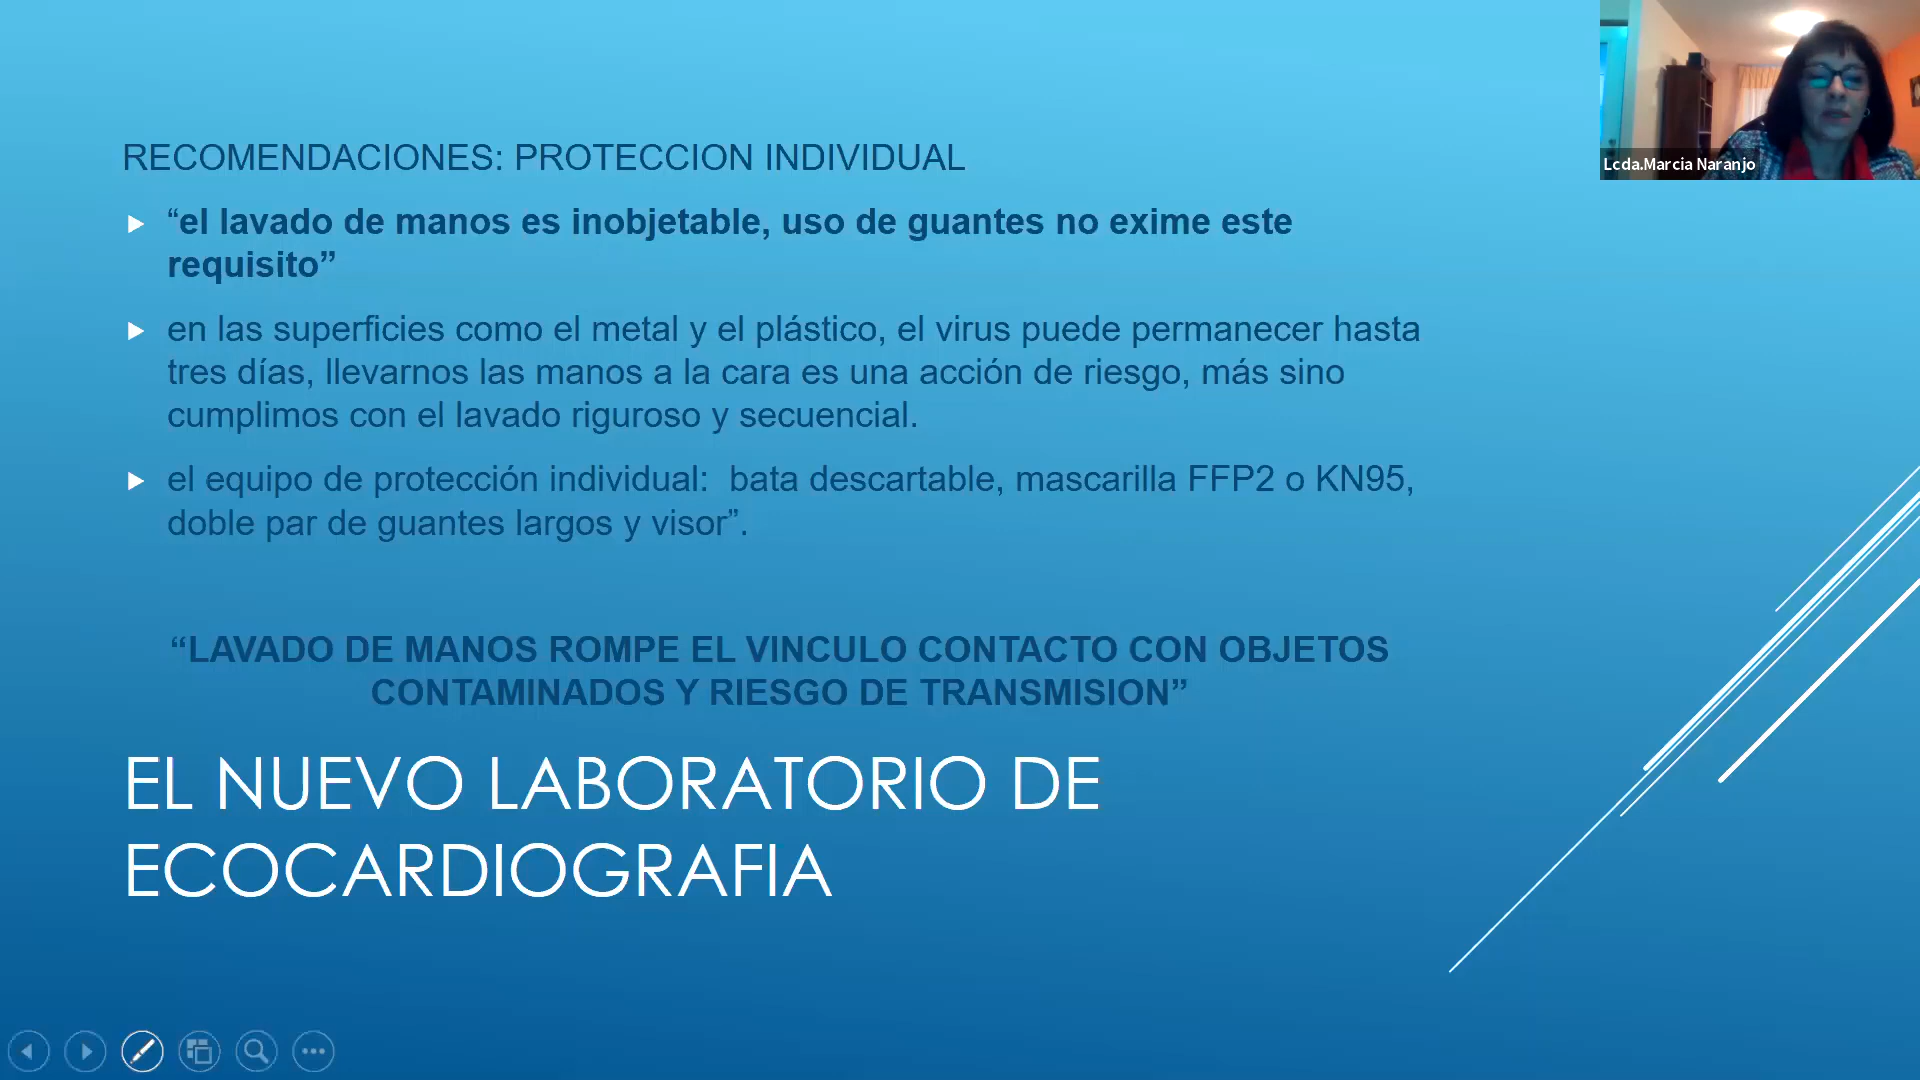 RECOMENDACIONES: PROTECCION INDIVIDUAL
“el lavado de manos es inobjetable, uso de guantes no exime este
requisito”
en las superficies como el metal y el plástico, el virus puede permanecer hasta
tres días, llevarnos las manos a la cara es una acción de riesgo, más sino
cumplimos con el lavado riguroso y secuencial.
el equipo de protección individual:  bata descartable, mascarilla FFP2 o KN95,
doble par de guantes largos y visor”.
“LAVADO DE MANOS ROMPE EL VINCULO CONTACTO CON OBJETOS
CONTAMINADOS Y RIESGO DE TRANSMISION”
EL NUEVO LABORATORIO DE
ECOCARDIOGRAFIA
Lcda.Marcia Naranjo